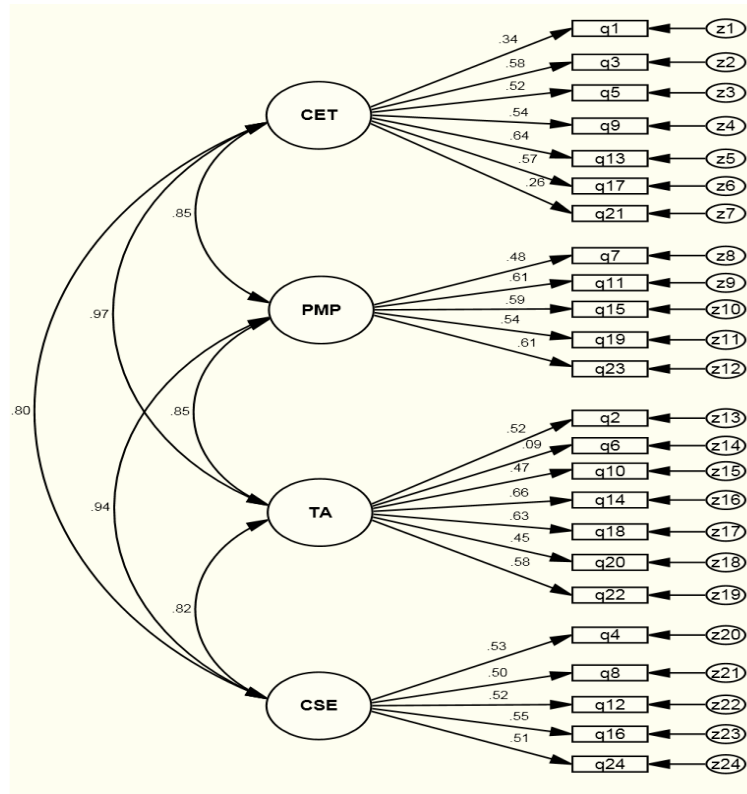 .34 q1 z1
.58 q3 z2
.52 q5 z3
CET
.54 q9 z4
.64 q13 z5
.57 q17 z6
.26 q21 z7
.85
.48 q7 z8
.61 q11 z9
PMP
.59 q15 z10
.97
.54 q19 z11
.61 q23 z12
.80
.85
.52 q2 z13
.09 q6 z14
.47 q10 z15
.66 q14 z16
.94
TA
.63 q18 z17
.45 q20 z18
.58 q22 z19
.82
.53 q4 z20
.50 q8 z21
CSE
.52 q12 z22
.55 q16 z23
.51 q24 z24